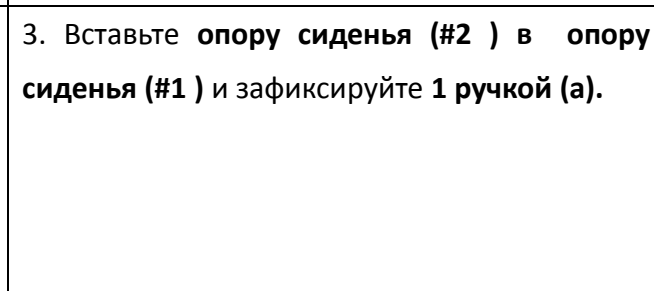 3. Вставьте опору сиденья (#2 ) в опору
сиденья (#1 ) и зафиксируйте 1 ручкой (а).